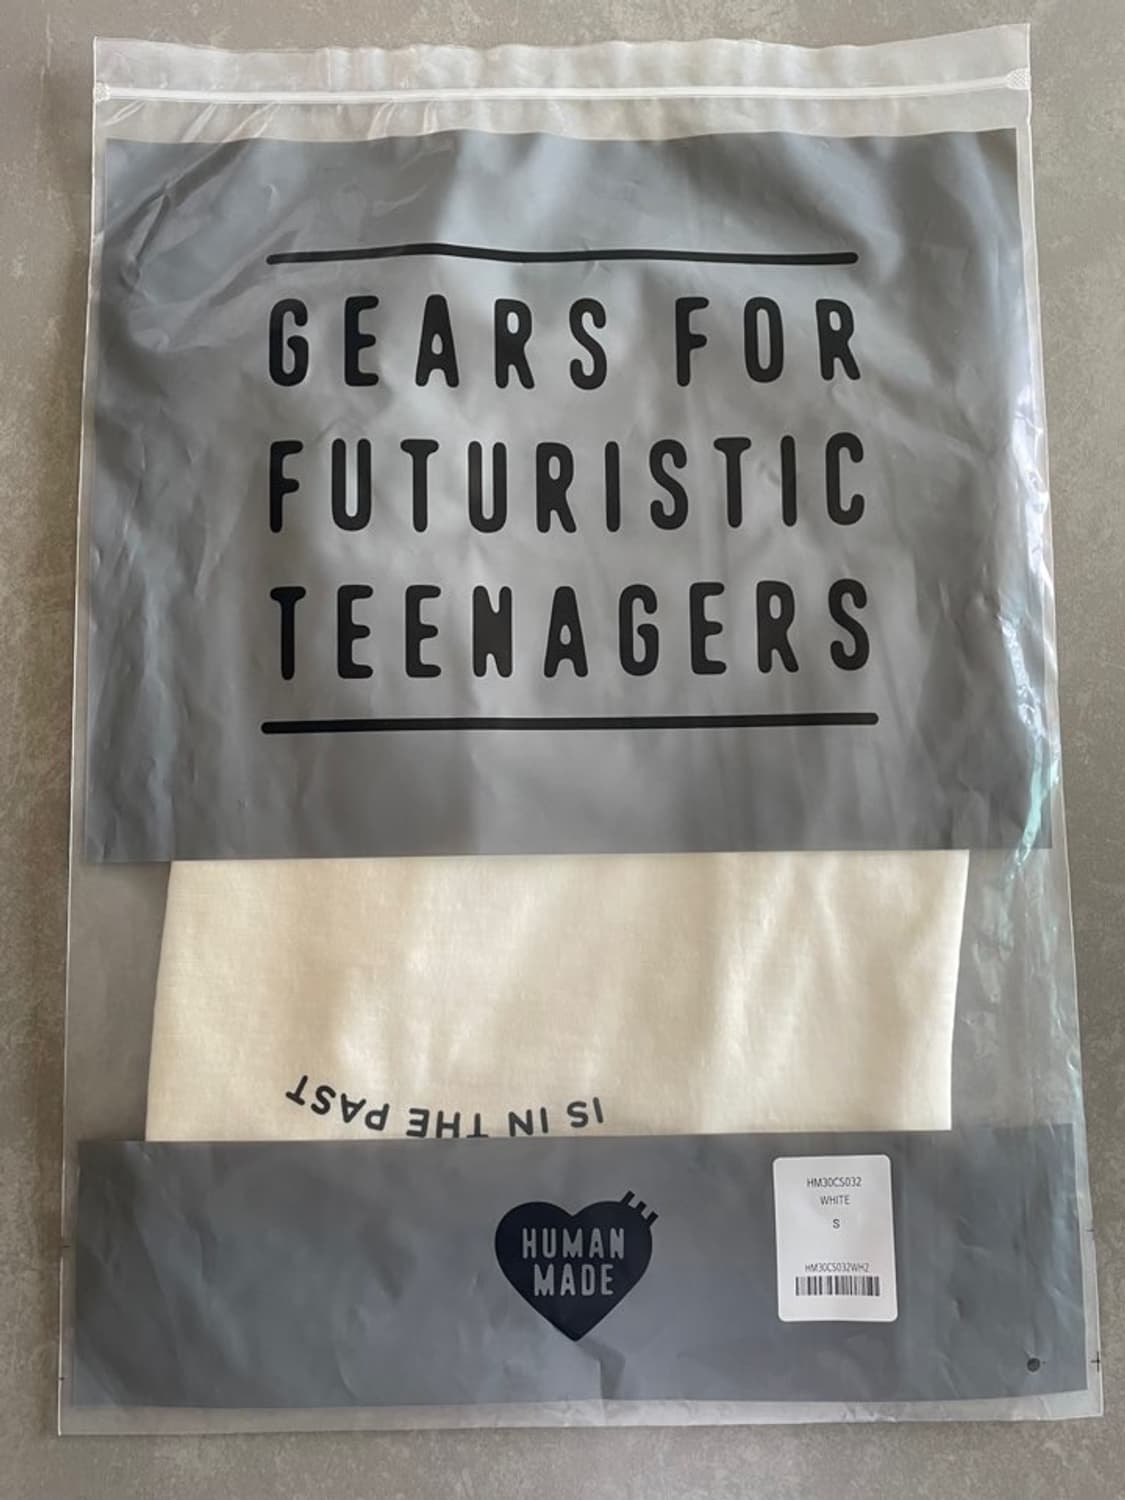 GEARS FOR
FUTURISTIC
TEENAGERS
IS IN THE PAST
HUMAN
MADE
HM30CS032
WHITE
S
HM30CS032WH2